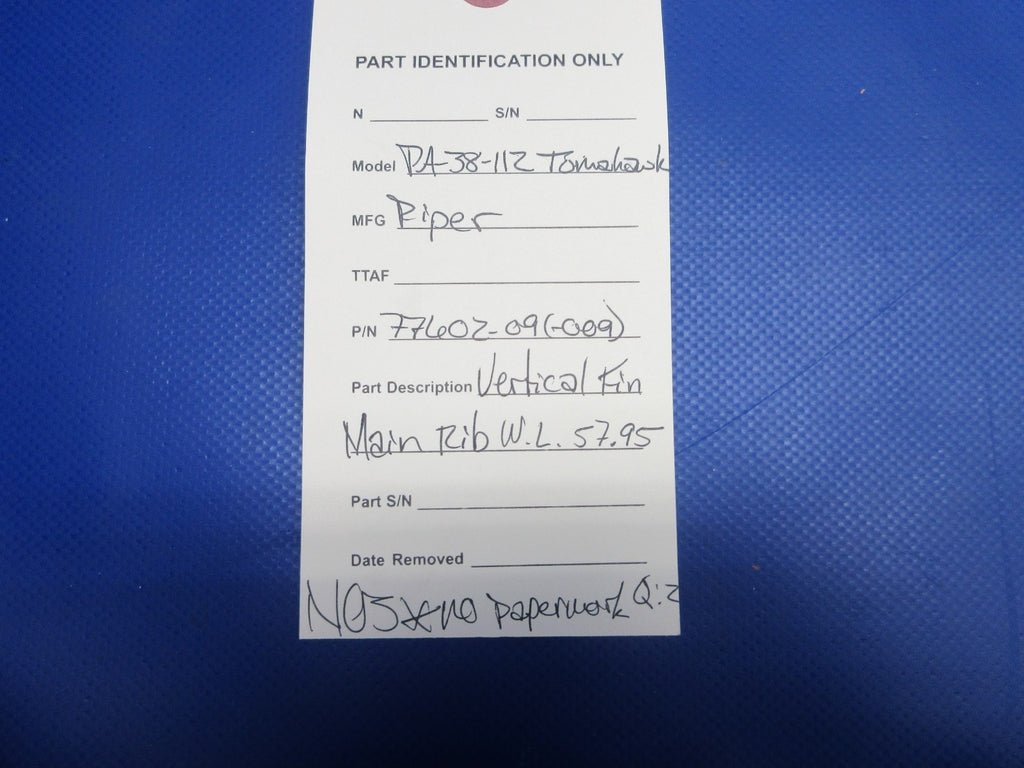 PART IDENTIFICATION ONLY
N S/N
Model PA-38-112 Tomahawk
MFG Piper
TTAF
P/N 77602-09(-009)
Part Description Vertical Fin
Main Rib W.L. 57.95
Part S/N
Date Removed
NOS *no paperwork Q:2